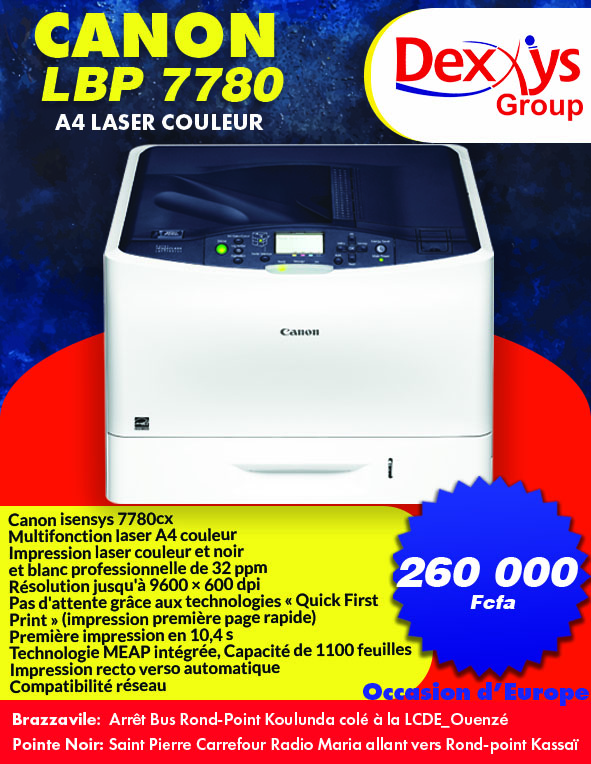 CANON
LBP 7780
A4 LASER COULEUR
Dexxys
Group
Canon
Canon isensys 7780cx
Multifonction laser A4 couleur
Impression laser couleur et noir
et blanc professionnelle de 32 ppm
Résolution jusqu'à 9600 × 600 dpi
Pas d'attente grâce aux technologies « Quick First
Print » (impression première page rapide)
Première impression en 10,4 s
Technologie MEAP intégrée, Capacité de 1100 feuilles
Impression recto verso automatique
Compatibilité réseau
260 000
Fcfa
Occasion d'Europe
Brazzavile: Arrêt Bus Rond-Point Koulunda colé à la LCDE_Ouenzé
Pointe Noir: Saint Pierre Carrefour Radio Maria allant vers Rond-point Kassaï